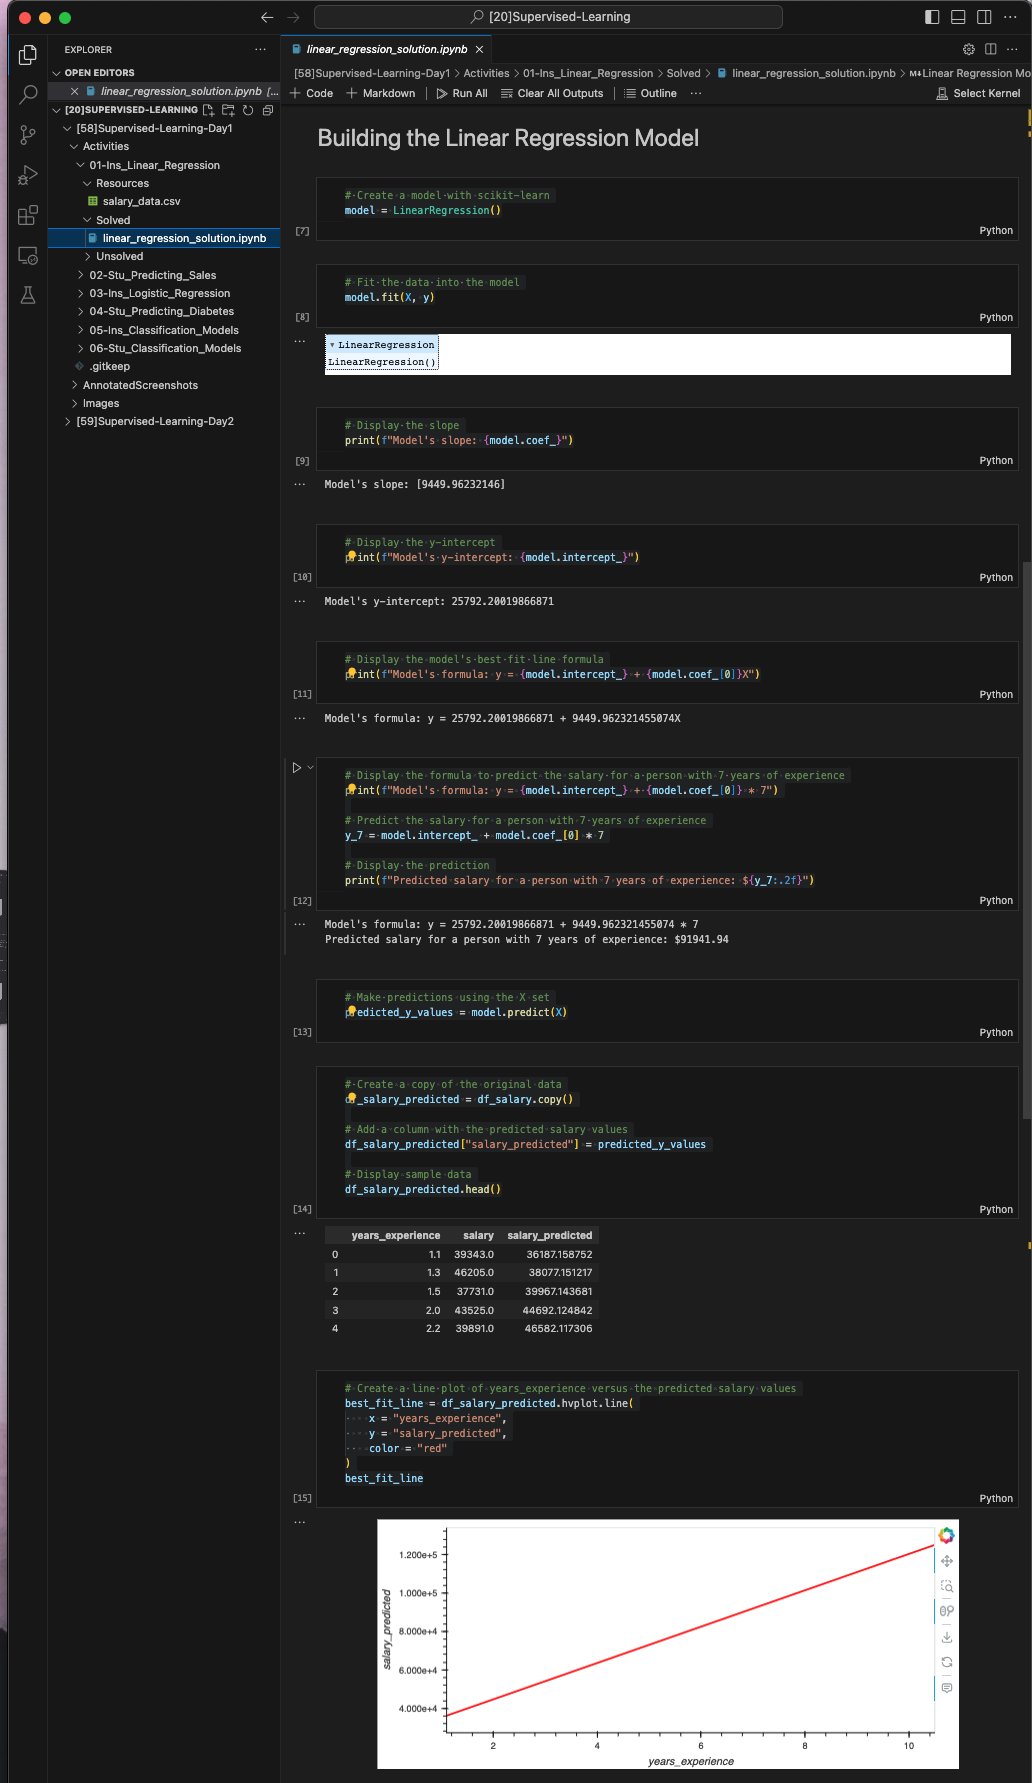 [20]Supervised-Learning
EXPLORER
OPEN EDITORS
linear_regression_solution.ipynb [...
[20]SUPERVISED-LEARNING
[58]Supervised-Learning-Day1
Activities
01-Ins_Linear_Regression
Resources
salary_data.csv
Solved
linear_regression_solution.ipynb
Unsolved
02-Stu_Predicting_Sales
03-Ins_Logistic_Regression
04-Stu_Predicting_Diabetes
05-Ins_Classification_Models
06-Stu_Classification_Models
.gitkeep
AnnotatedScreenshots
Images
[59]Supervised-Learning-Day2
linear_regression_solution.ipynb
[58]Supervised-Learning-Day1 > Activities > 01-Ins_Linear_Regression > Solved > linear_regression_solution.ipynb > M↓Linear Regression Mo
+ Code + Markdown Run All Clear All Outputs Outline ... Select Kernel
Building the Linear Regression Model
# Create a model with scikit-learn
model = LinearRegression()
[7] Python
# Fit the data into the model
model.fit(X, y)
[8] Python
LinearRegression
LinearRegression()
# Display the slope
print(f"Model's slope: {model.coef_}")
[9] Python
Model's slope: [9449.96232146]
# Display the y-intercept
print(f"Model's y-intercept: {model.intercept_}")
[10] Python
Model's y-intercept: 25792.20019866871
# Display the model's best fit line formula
print(f"Model's formula: y = {model.intercept_} + {model.coef_[0]}X")
[11] Python
Model's formula: y = 25792.20019866871 + 9449.962321455074X
# Display the formula to predict the salary for a person with 7 years of experience
print(f"Model's formula: y = {model.intercept_} + {model.coef_[0]} * 7")
# Predict the salary for a person with 7 years of experience
y_7 = model.intercept_ + model.coef_[0] * 7
# Display the prediction
print(f"Predicted salary for a person with 7 years of experience: ${y_7:.2f}")
[12] Python
Model's formula: y = 25792.20019866871 + 9449.962321455074 * 7
Predicted salary for a person with 7 years of experience: $91941.94
# Make predictions using the X set
predicted_y_values = model.predict(X)
[13] Python
# Create a copy of the original data
df_salary_predicted = df_salary.copy()
# Add a column with the predicted salary values
df_salary_predicted["salary_predicted"] = predicted_y_values
# Display sample data
df_salary_predicted.head()
[14] Python
years_experience salary salary_predicted
0 1.1 39343.0 36187.158752
1 1.3 46205.0 38077.151217
2 1.5 37731.0 39967.143681
3 2.0 43525.0 44692.124842
4 2.2 39891.0 46582.117306
# Create a line plot of years_experience versus the predicted salary values
best_fit_line = df_salary_predicted.hvplot.line(
x = "years_experience",
y = "salary_predicted",
color = "red"
)
best_fit_line
[15] Python
salary_predicted
1.200e+5
1.000e+5
8.000e+4
6.000e+4
4.000e+4
2 4 6 8 10
years_experience